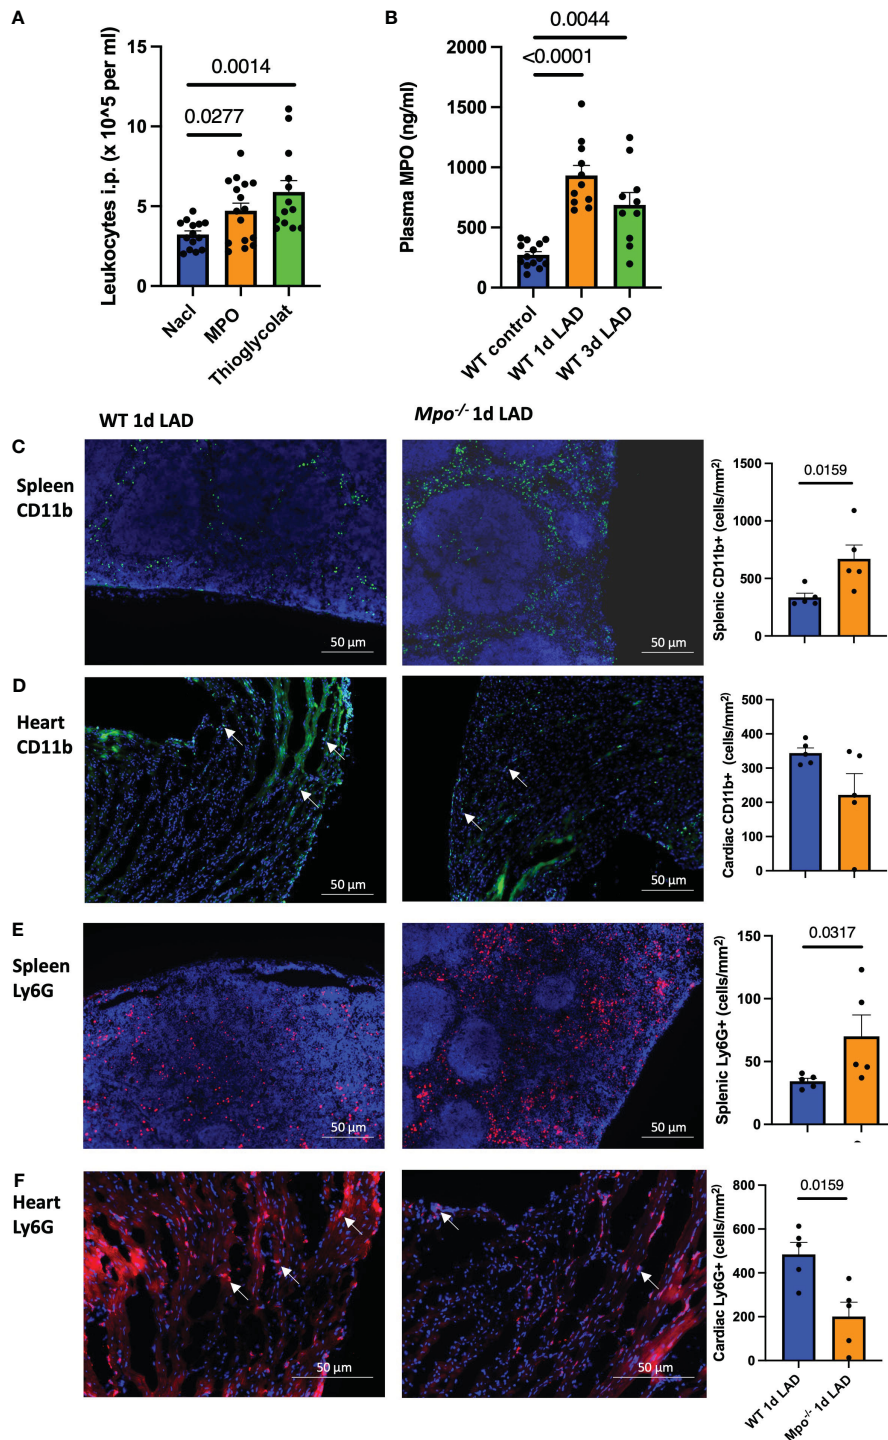 A
B
Leukocytes i.p. (x 10^5 per ml)
15
10
5
0
0.0014
0.0277
Nacl
MPO
Thioglycolat
Plasma MPO (ng/ml)
2000
1500
1000
500
0
0.0044
<0.0001
WT control
WT 1d LAD
WT 3d LAD
WT 1d LAD
Mpo-/- 1d LAD
C
Spleen
CD11b
50 µm
50 µm
Splenic CD11b+ (cells/mm²)
1500
1000
500
0
0.0159
D
Heart
CD11b
50 µm
50 µm
Cardiac CD11b+ (cells/mm²)
500
400
300
200
100
0
E
Spleen
Ly6G
50 µm
50 µm
Splenic Ly6G+ (cells/mm²)
150
100
50
0
0.0317
F
Heart
Ly6G
50 µm
50 µm
Cardiac Ly6G+ (cells/mm²)
800
600
400
200
0
0.0159
WT 1d LAD
Mpo-/- 1d LAD